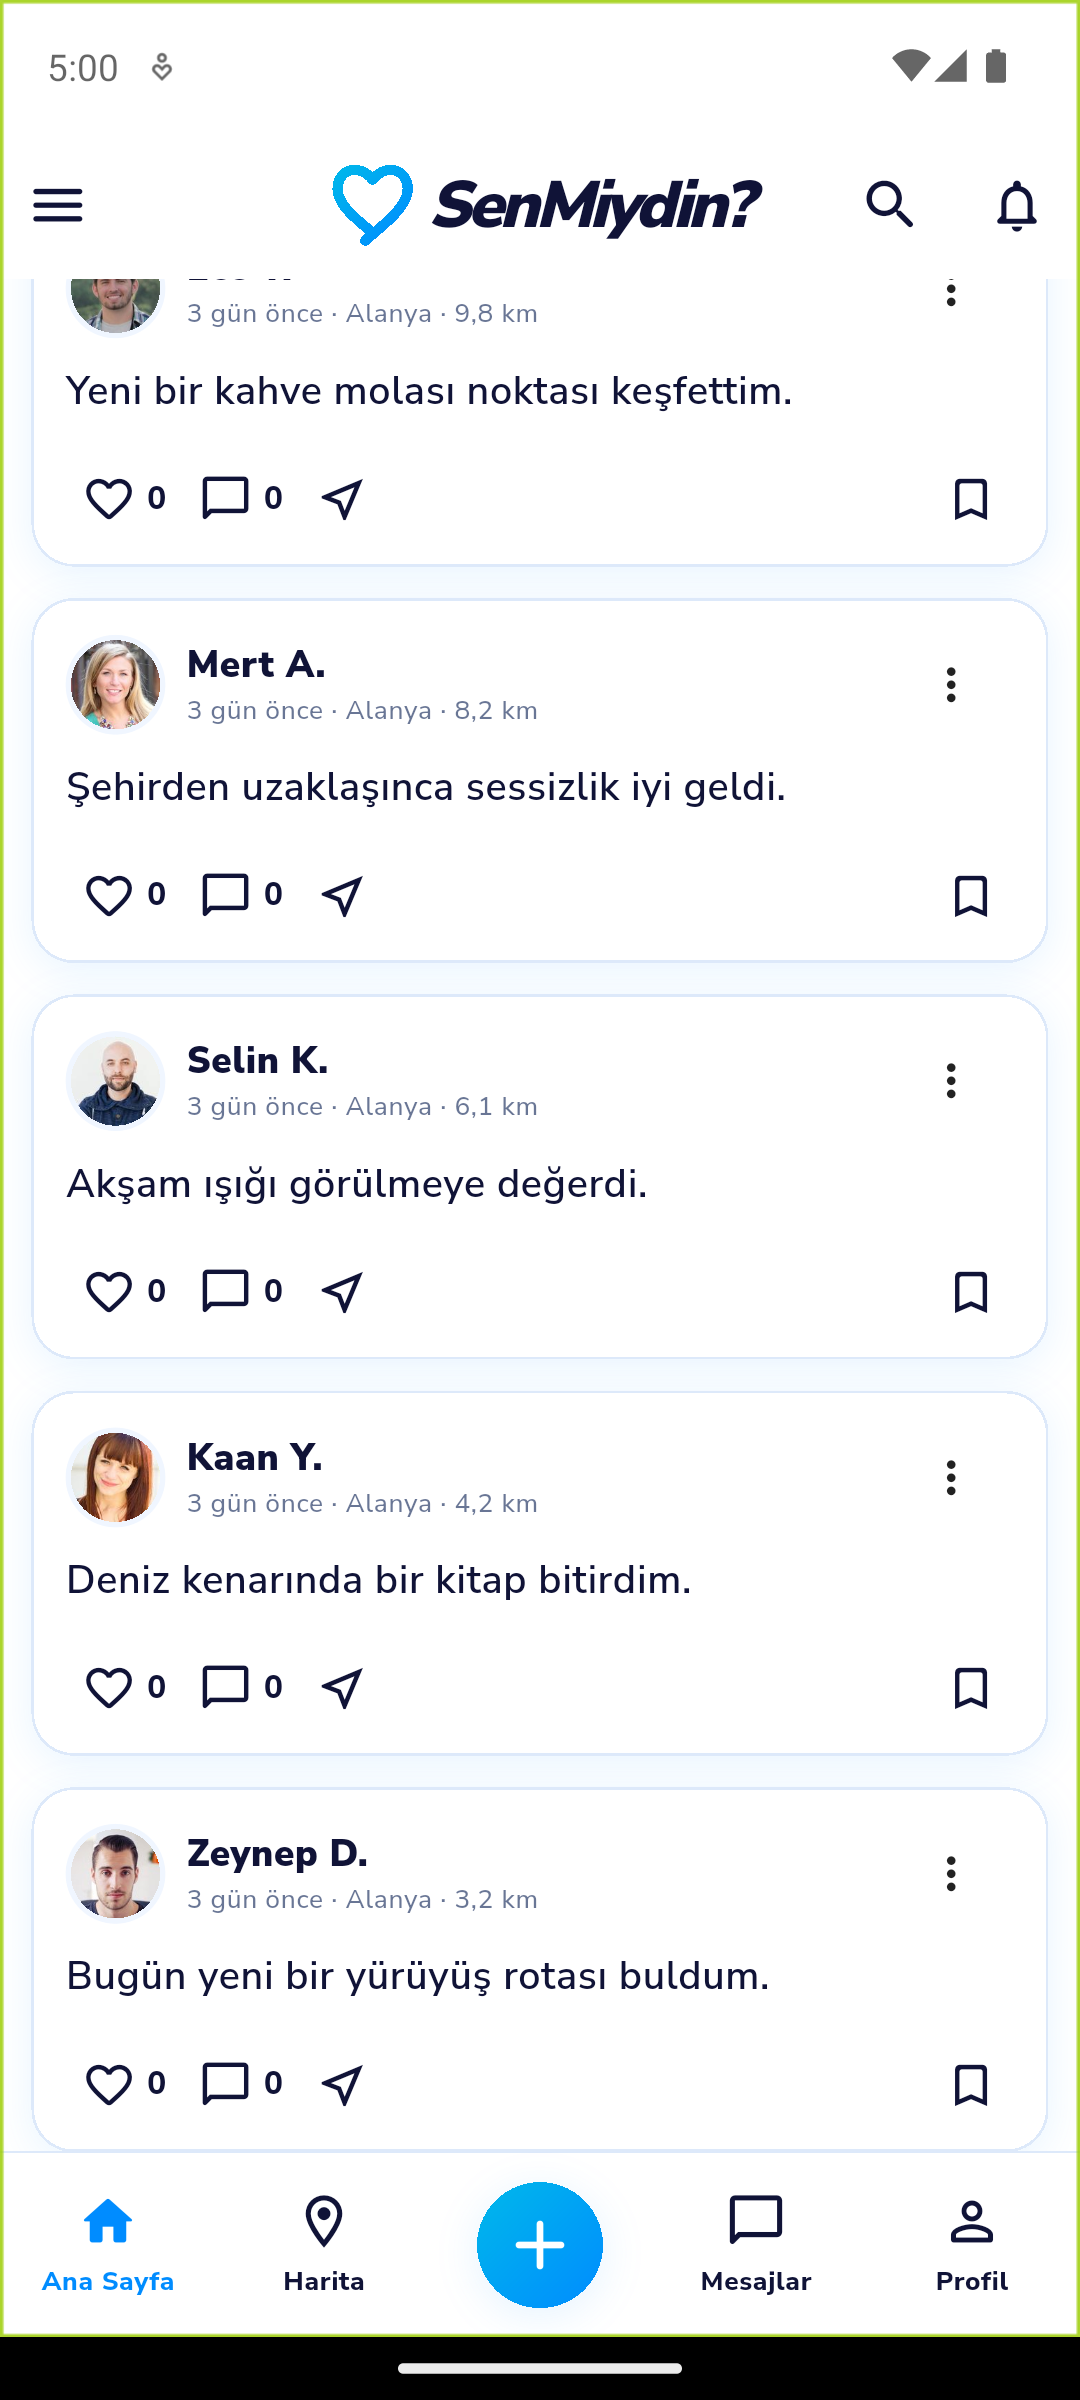 5:00
SenMiydin?
3 gün önce · Alanya · 9,8 km
Yeni bir kahve molası noktası keşfettim.
0 0
Mert A.
3 gün önce · Alanya · 8,2 km
Şehirden uzaklaşınca sessizlik iyi geldi.
0 0
Selin K.
3 gün önce · Alanya · 6,1 km
Akşam ışığı görülmeye değerdi.
0 0
Kaan Y.
3 gün önce · Alanya · 4,2 km
Deniz kenarında bir kitap bitirdim.
0 0
Zeynep D.
3 gün önce · Alanya · 3,2 km
Bugün yeni bir yürüyüş rotası buldum.
0 0
Ana Sayfa Harita Mesajlar Profil